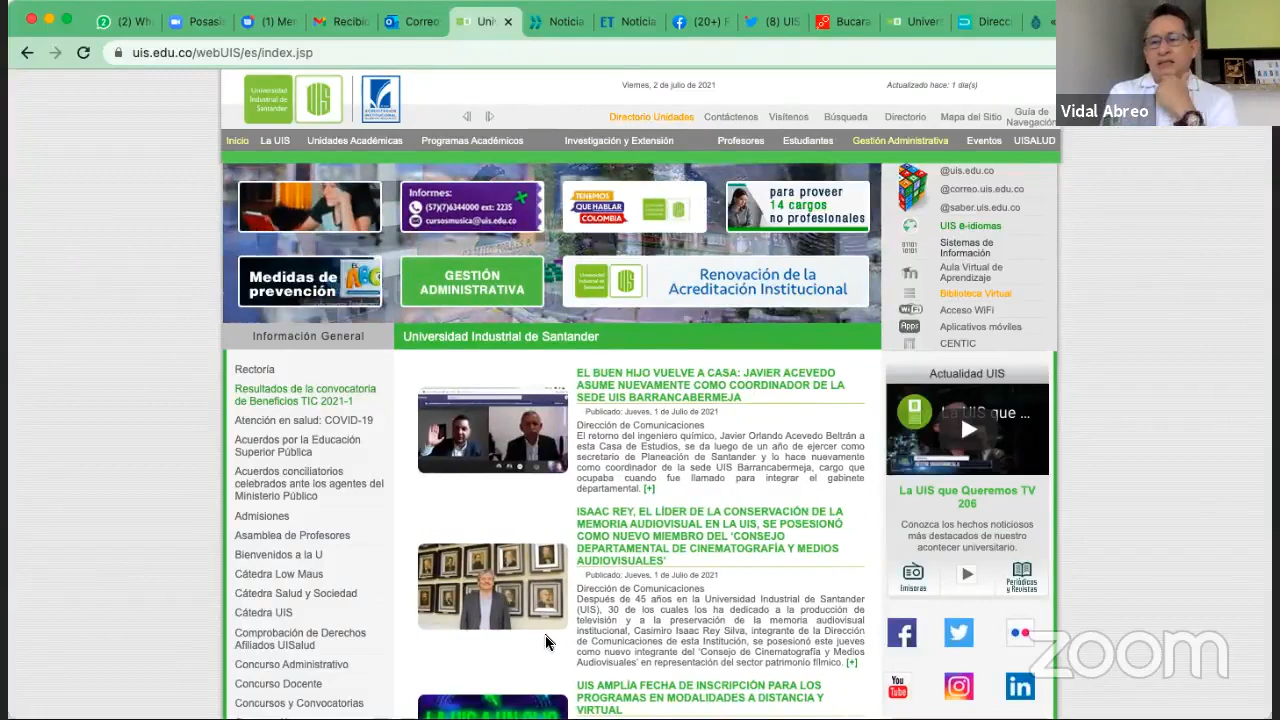 (2) Wh
Posasi
(1) Mer
Recibio
Correo
Uni
Noticia
Noticia
(20+) F
(8) UIS
Bucara
Univer
Direcc
uis.edu.co/webUIS/es/index.jsp
Vidal Abreo
Universidad
Industrial de
Santander
UIS
Viernes, 2 de julio de 2021
Actualizado hace: 1 dia(s)
Directorio Unidades
Contáctenos
Visítenos
Búsqueda
Directorio
Mapa del Sitio
Guía de
Navegación
Inicio
La UIS
Unidades Académicas
Programas Académicos
Investigación y Extensión
Profesores
Estudiantes
Gestión Administrativa
Eventos
UISALUD
Informes:
(57)(7)6344000 ext: 2235
cursosmusica@uis.edu.co
TENEMOS
QUE HABLAR
COLOMBIA
para proveer
14 cargos
no profesionales
Medidas de
prevención
GESTIÓN
ADMINISTRATIVA
Universidad
Industrial de
Santander
UIS
Renovación de la
Acreditación Institucional
@uis.edu.co
@correo.uis.edu.co
@saber.uis.edu.co
UIS e-idiomas
Sistemas de
Información
Aula Virtual de
Aprendizaje
Biblioteca Virtual
Acceso WiFi
Aplicativos móviles
CENTIC
Información General
Rectoría
Resultados de la convocatoria
de Beneficios TIC 2021-1
Atención en salud: COVID-19
Acuerdos por la Educación
Superior Pública
Acuerdos conciliatorios
celebrados ante los agentes del
Ministerio Público
Admisiones
Asamblea de Profesores
Bienvenidos a la U
Cátedra Low Maus
Cátedra Salud y Sociedad
Cátedra UIS
Comprobación de Derechos
Afiliados UISalud
Concurso Administrativo
Concurso Docente
Concursos y Convocatorias
Universidad Industrial de Santander
EL BUEN HIJO VUELVE A CASA: JAVIER ACEVEDO
ASUME NUEVAMENTE COMO COORDINADOR DE LA
SEDE UIS BARRANCABERMEJA
Publicado: Jueves, 1 de Julio de 2021
Dirección de Comunicaciones
El retorno del ingeniero químico, Javier Orlando Acevedo Beltrán a
esta Casa de Estudios, se da luego de un año de ejercer como
secretario de Planeación de Santander y lo hace nuevamente
como coordinador de la sede UIS Barrancabermeja, cargo que
ocupaba cuando fue llamado para integrar el gabinete
departamental. [+]
ISAAC REY, EL LÍDER DE LA CONSERVACIÓN DE LA
MEMORIA AUDIOVISUAL EN LA UIS, SE POSESIONÓ
COMO NUEVO MIEMBRO DEL ‘CONSEJO
DEPARTAMENTAL DE CINEMATOGRAFÍA Y MEDIOS
AUDIOVISUALES’
Publicado: Jueves, 1 de Julio de 2021
Dirección de Comunicaciones
Después de 45 años en la Universidad Industrial de Santander
(UIS), 30 de los cuales los ha dedicado a la producción de
televisión y a la preservación de la memoria audiovisual
institucional, Casimiro Isaac Rey Silva, integrante de la Dirección
de Comunicaciones de esta Institución, se posesionó este jueves
como nuevo integrante del ‘Consejo de Cinematografía y Medios
Audiovisuales’ en representación del sector patrimonio fílmico. [+]
UIS AMPLÍA FECHA DE INSCRIPCIÓN PARA LOS
PROGRAMAS EN MODALIDADES A DISTANCIA Y
VIRTUAL
Actualidad UIS
La UIS que ...
La UIS que Queremos TV
206
Conozca los hechos noticiosos
más destacados de nuestro
acontecer universitario.
Emisoras
Periódicos
y Revistas
You
Tube
zoom